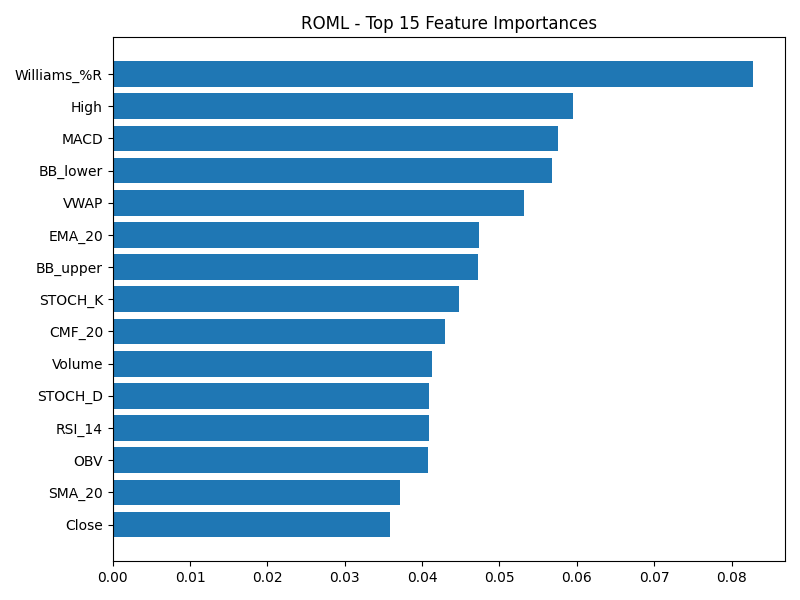 ROML - Top 15 Feature Importances
Williams_%R
High
MACD
BB_lower
VWAP
EMA_20
BB_upper
STOCH_K
CMF_20
Volume
STOCH_D
RSI_14
OBV
SMA_20
Close
0.00 0.01 0.02 0.03 0.04 0.05 0.06 0.07 0.08